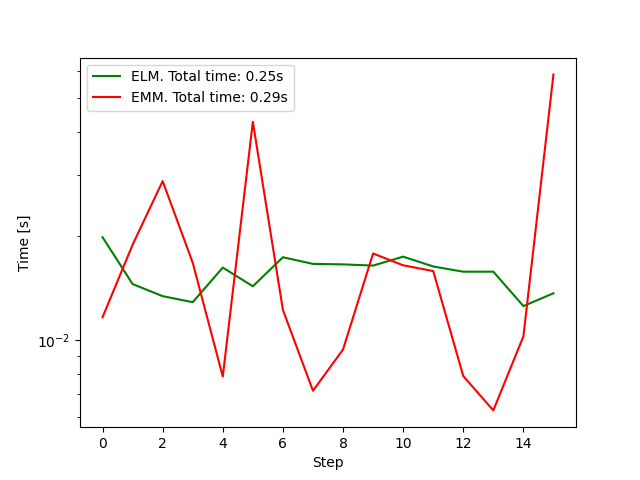 ELM. Total time: 0.25s
EMM. Total time: 0.29s
Time [s]
10⁻²
0 2 4 6 8 10 12 14
Step